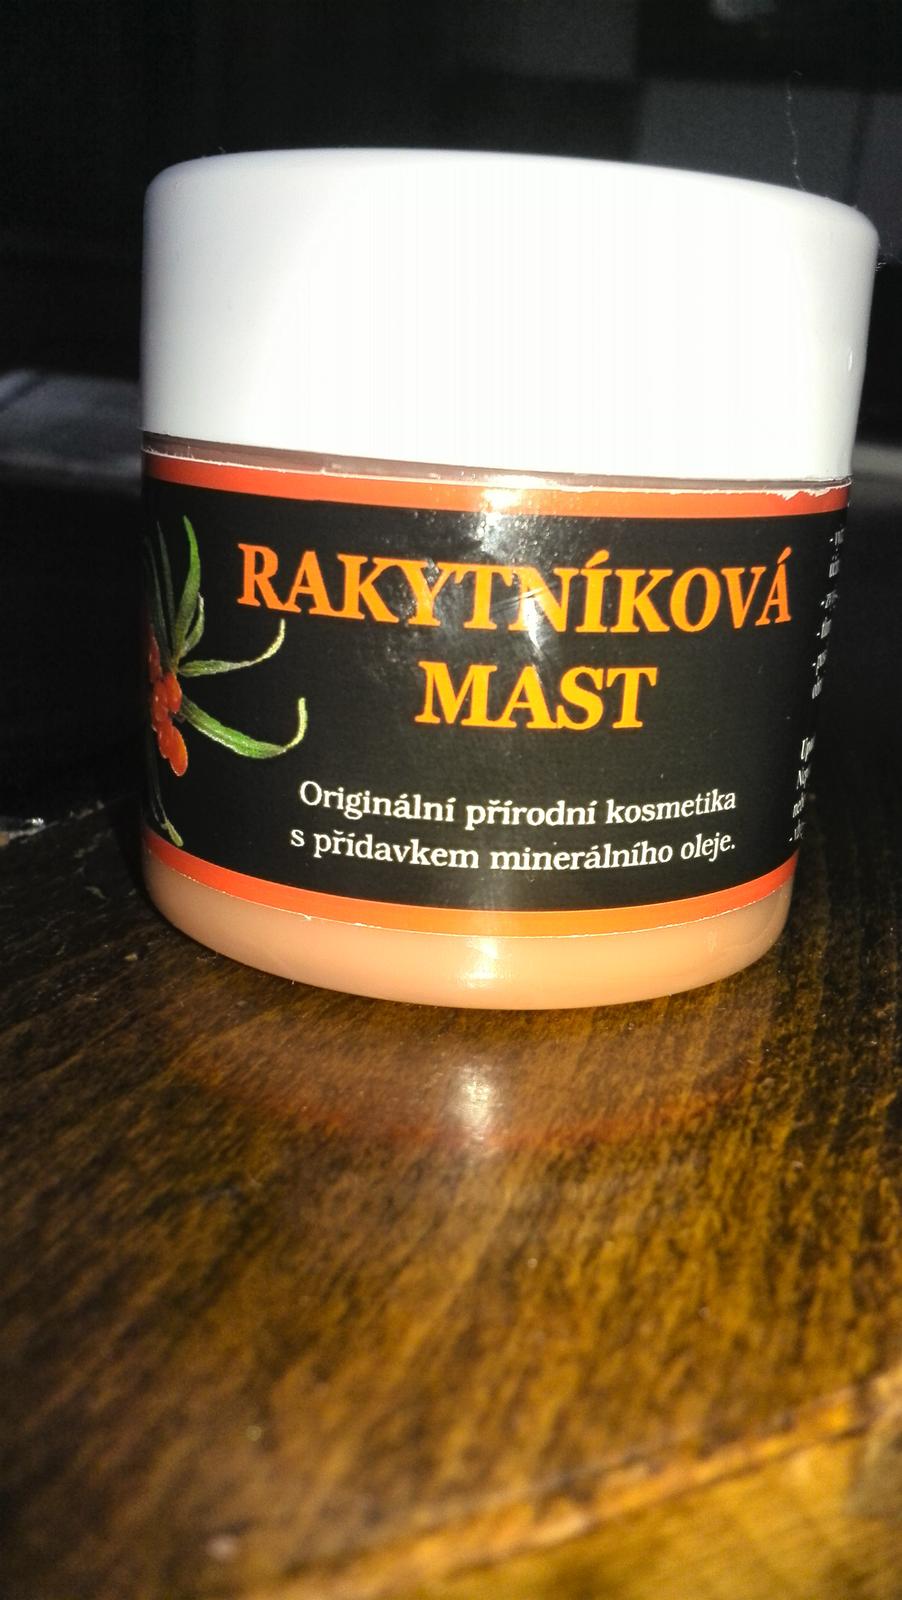 RAKYTNÍKOVÁ
MAST
Originální přírodní kosmetika
s přídavkem minerálního oleje.